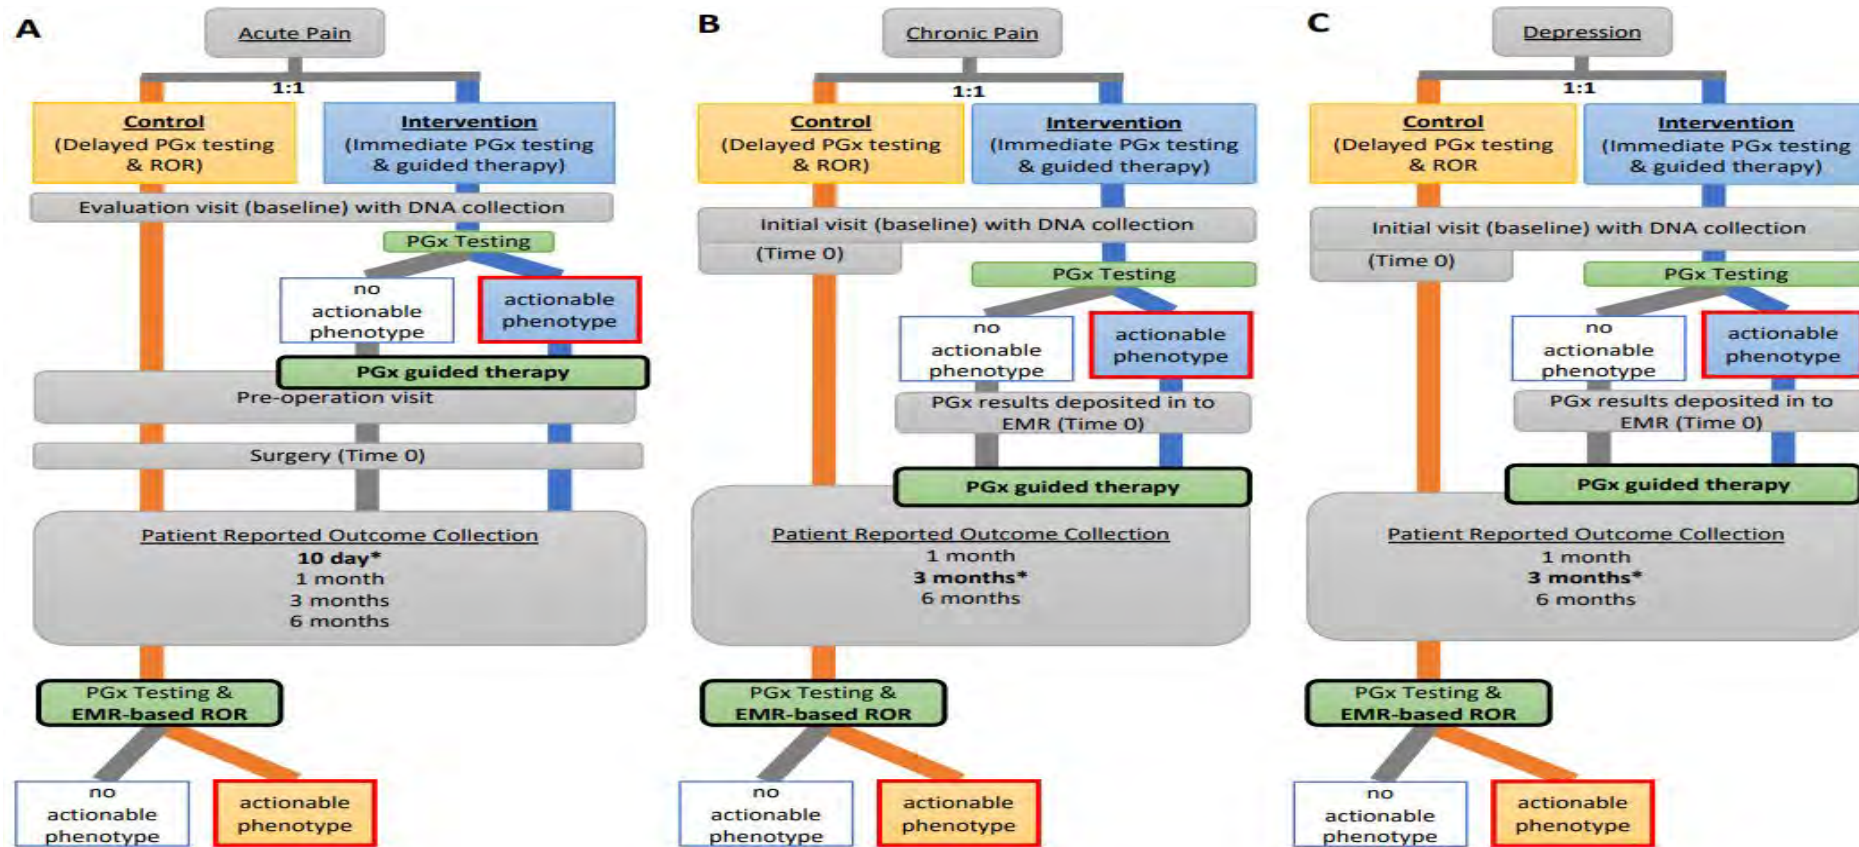 A
Acute Pain
1:1
Control
(Delayed PGx testing
& ROR)
Intervention
(Immediate PGx testing
& guided therapy)
Evaluation visit (baseline) with DNA collection
PGx Testing
no
actionable
phenotype
actionable
phenotype
PGx guided therapy
Pre-operation visit
Surgery (Time 0)
Patient Reported Outcome Collection
10 day*
1 month
3 months
6 months
PGx Testing &
EMR-based ROR
no
actionable
phenotype
actionable
phenotype
B
Chronic Pain
1:1
Control
(Delayed PGx testing
& ROR)
Intervention
(Immediate PGx testing
& guided therapy)
Initial visit (baseline) with DNA collection
(Time 0)
PGx Testing
no
actionable
phenotype
actionable
phenotype
PGx results deposited in to
EMR (Time 0)
PGx guided therapy
Patient Reported Outcome Collection
1 month
3 months*
6 months
PGx Testing &
EMR-based ROR
no
actionable
phenotype
actionable
phenotype
C
Depression
1:1
Control
(Delayed PGx testing
& ROR
Intervention
(Immediate PGx testing
& guided therapy)
Initial visit (baseline) with DNA collection
(Time 0)
PGx Testing
no
actionable
phenotype
actionable
phenotype
PGx results deposited in to
EMR (Time 0)
PGx guided therapy
Patient Reported Outcome Collection
1 month
3 months*
6 months
PGx Testing &
EMR-based ROR
no
actionable
phenotype
actionable
phenotype